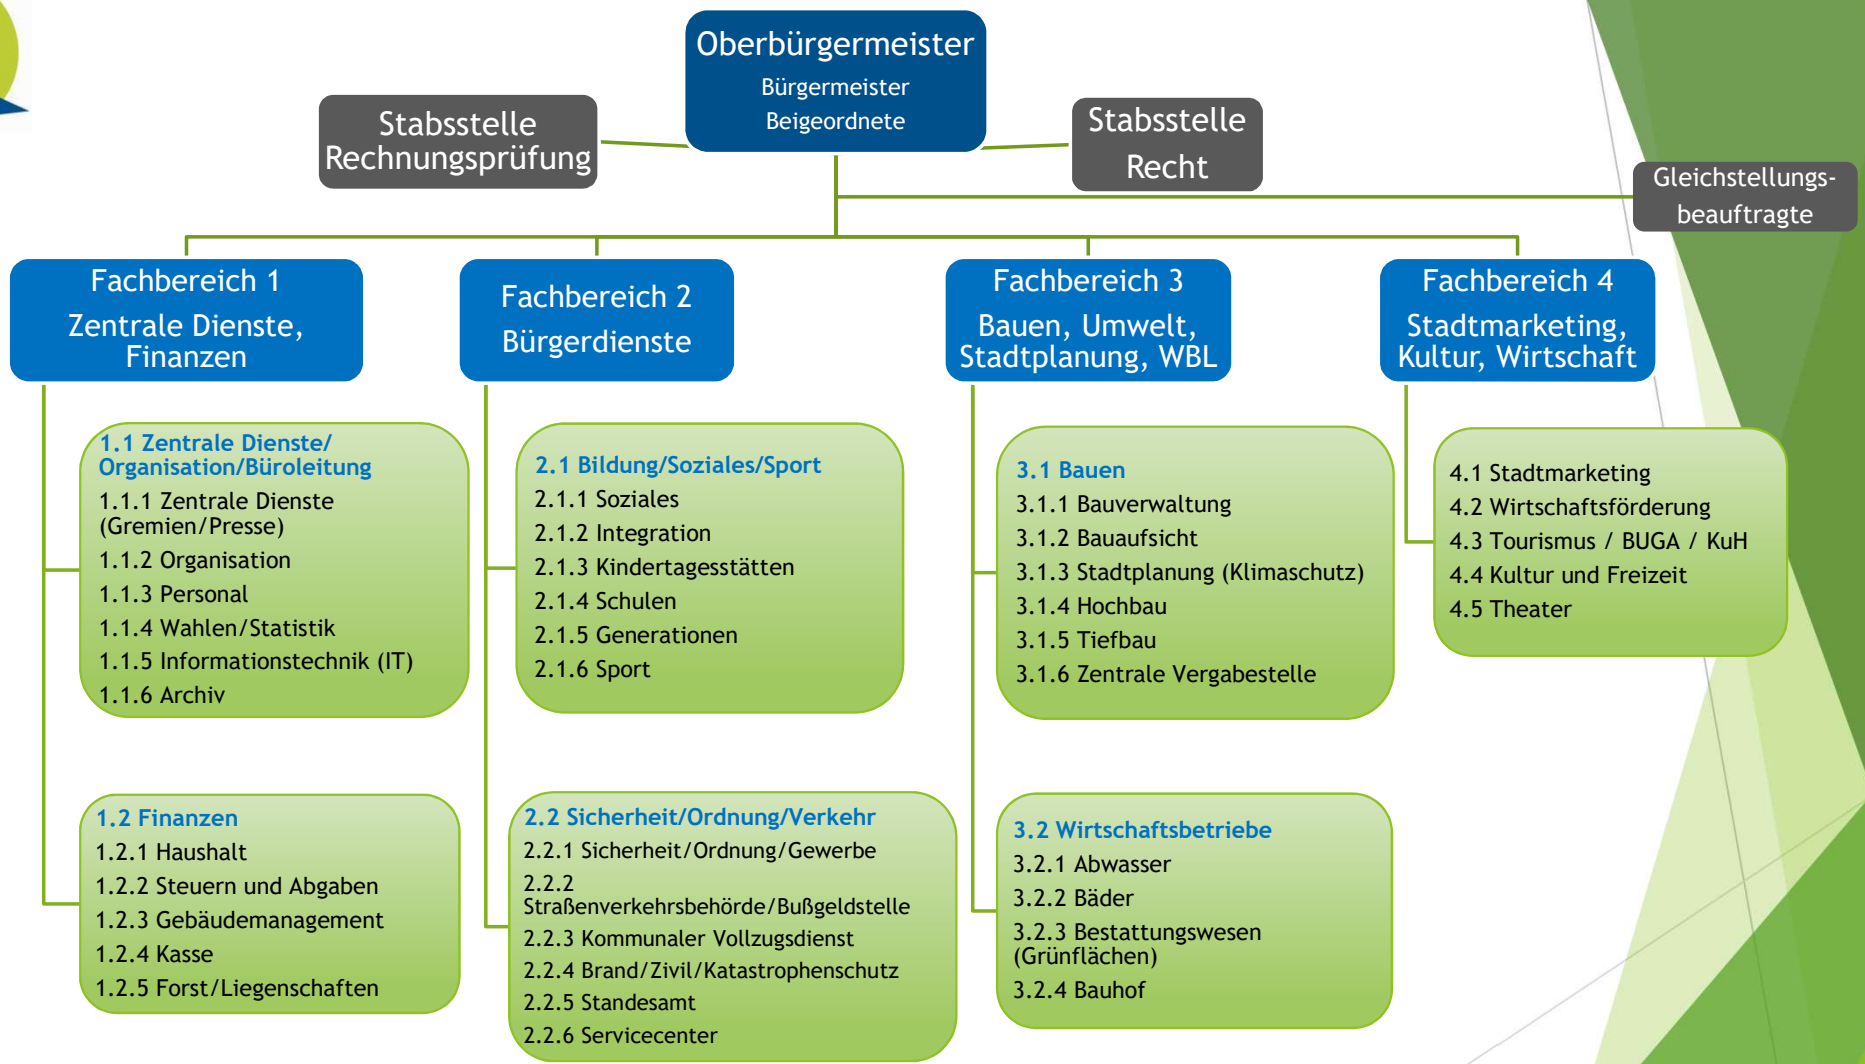 Oberbürgermeister
Bürgermeister
Beigeordnete
Stabsstelle
Rechnungsprüfung
Stabsstelle
Recht
Gleichstellungs-
beauftragte
Fachbereich 1
Zentrale Dienste,
Finanzen
Fachbereich 2
Bürgerdienste
Fachbereich 3
Bauen, Umwelt,
Stadtplanung, WBL
Fachbereich 4
Stadtmarketing,
Kultur, Wirtschaft
1.1 Zentrale Dienste/
Organisation/Büroleitung
1.1.1 Zentrale Dienste
(Gremien/Presse)
1.1.2 Organisation
1.1.3 Personal
1.1.4 Wahlen/Statistik
1.1.5 Informationstechnik (IT)
1.1.6 Archiv
2.1 Bildung/Soziales/Sport
2.1.1 Soziales
2.1.2 Integration
2.1.3 Kindertagesstätten
2.1.4 Schulen
2.1.5 Generationen
2.1.6 Sport
3.1 Bauen
3.1.1 Bauverwaltung
3.1.2 Bauaufsicht
3.1.3 Stadtplanung (Klimaschutz)
3.1.4 Hochbau
3.1.5 Tiefbau
3.1.6 Zentrale Vergabestelle
4.1 Stadtmarketing
4.2 Wirtschaftsförderung
4.3 Tourismus / BUGA / KuH
4.4 Kultur und Freizeit
4.5 Theater
1.2 Finanzen
1.2.1 Haushalt
1.2.2 Steuern und Abgaben
1.2.3 Gebäudemanagement
1.2.4 Kasse
1.2.5 Forst/Liegenschaften
2.2 Sicherheit/Ordnung/Verkehr
2.2.1 Sicherheit/Ordnung/Gewerbe
2.2.2
Straßenverkehrsbehörde/Bußgeldstelle
2.2.3 Kommunaler Vollzugsdienst
2.2.4 Brand/Zivil/Katastrophenschutz
2.2.5 Standesamt
2.2.6 Servicecenter
3.2 Wirtschaftsbetriebe
3.2.1 Abwasser
3.2.2 Bäder
3.2.3 Bestattungswesen
(Grünflächen)
3.2.4 Bauhof